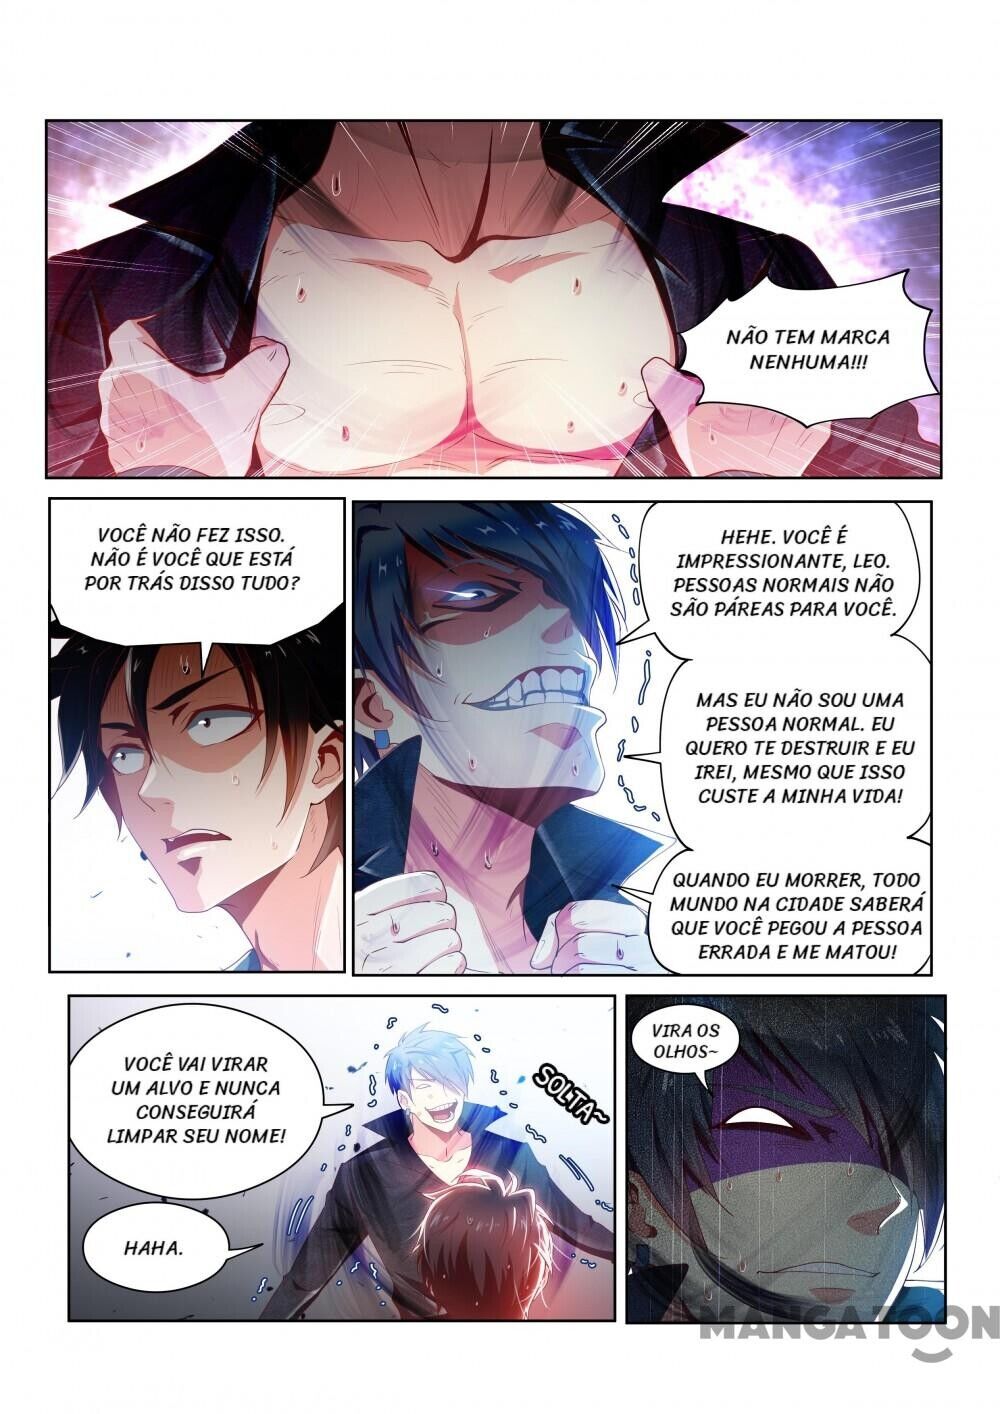 NÃO TEM MARCA
NENHUMA!!!
VOCÊ NÃO FEZ ISSO.
NÃO É VOCÊ QUE ESTÁ
POR TRÁS DISSO TUDO?
HEHE. VOCÊ É
IMPRESSIONANTE, LEO.
PESSOAS NORMAIS NÃO
SÃO PÁREAS PARA VOCÊ.
MAS EU NÃO SOU UMA
PESSOA NORMAL. EU
QUERO TE DESTRUIR E EU
IREI, MESMO QUE ISSO
CUSTE A MINHA VIDA!
QUANDO EU MORRER, TODO
MUNDO NA CIDADE SABERÁ
QUE VOCÊ PEGOU A PESSOA
ERRADA E ME MATOU!
VOCÊ VAI VIRAR
UM ALVO E NUNCA
CONSEGUIRÁ
LIMPAR SEU NOME!
HAHA.
SOLTA~
VIRA OS
OLHOS~
MANGATOON